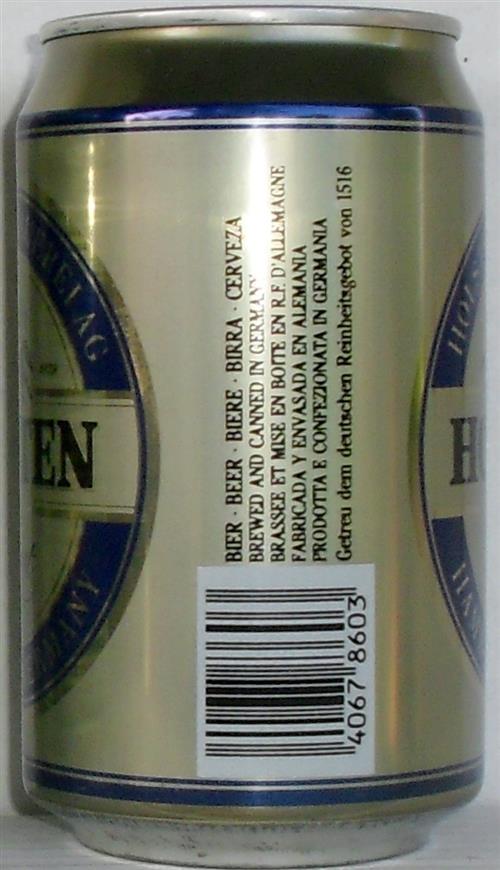 BIER · BEER · BIERE · BIRRA · CERVEZA
BREWED AND CANNED IN GERMANY
BRASSEE ET MISE EN BOITE EN R.F. D'ALLEMAGNE
FABRICADA Y ENVASADA EN ALEMANIA
PRODOTTA E CONFEZIONATA IN GERMANIA
Getreu dem deutschen Reinheitsgebot von 1516
4067 8603